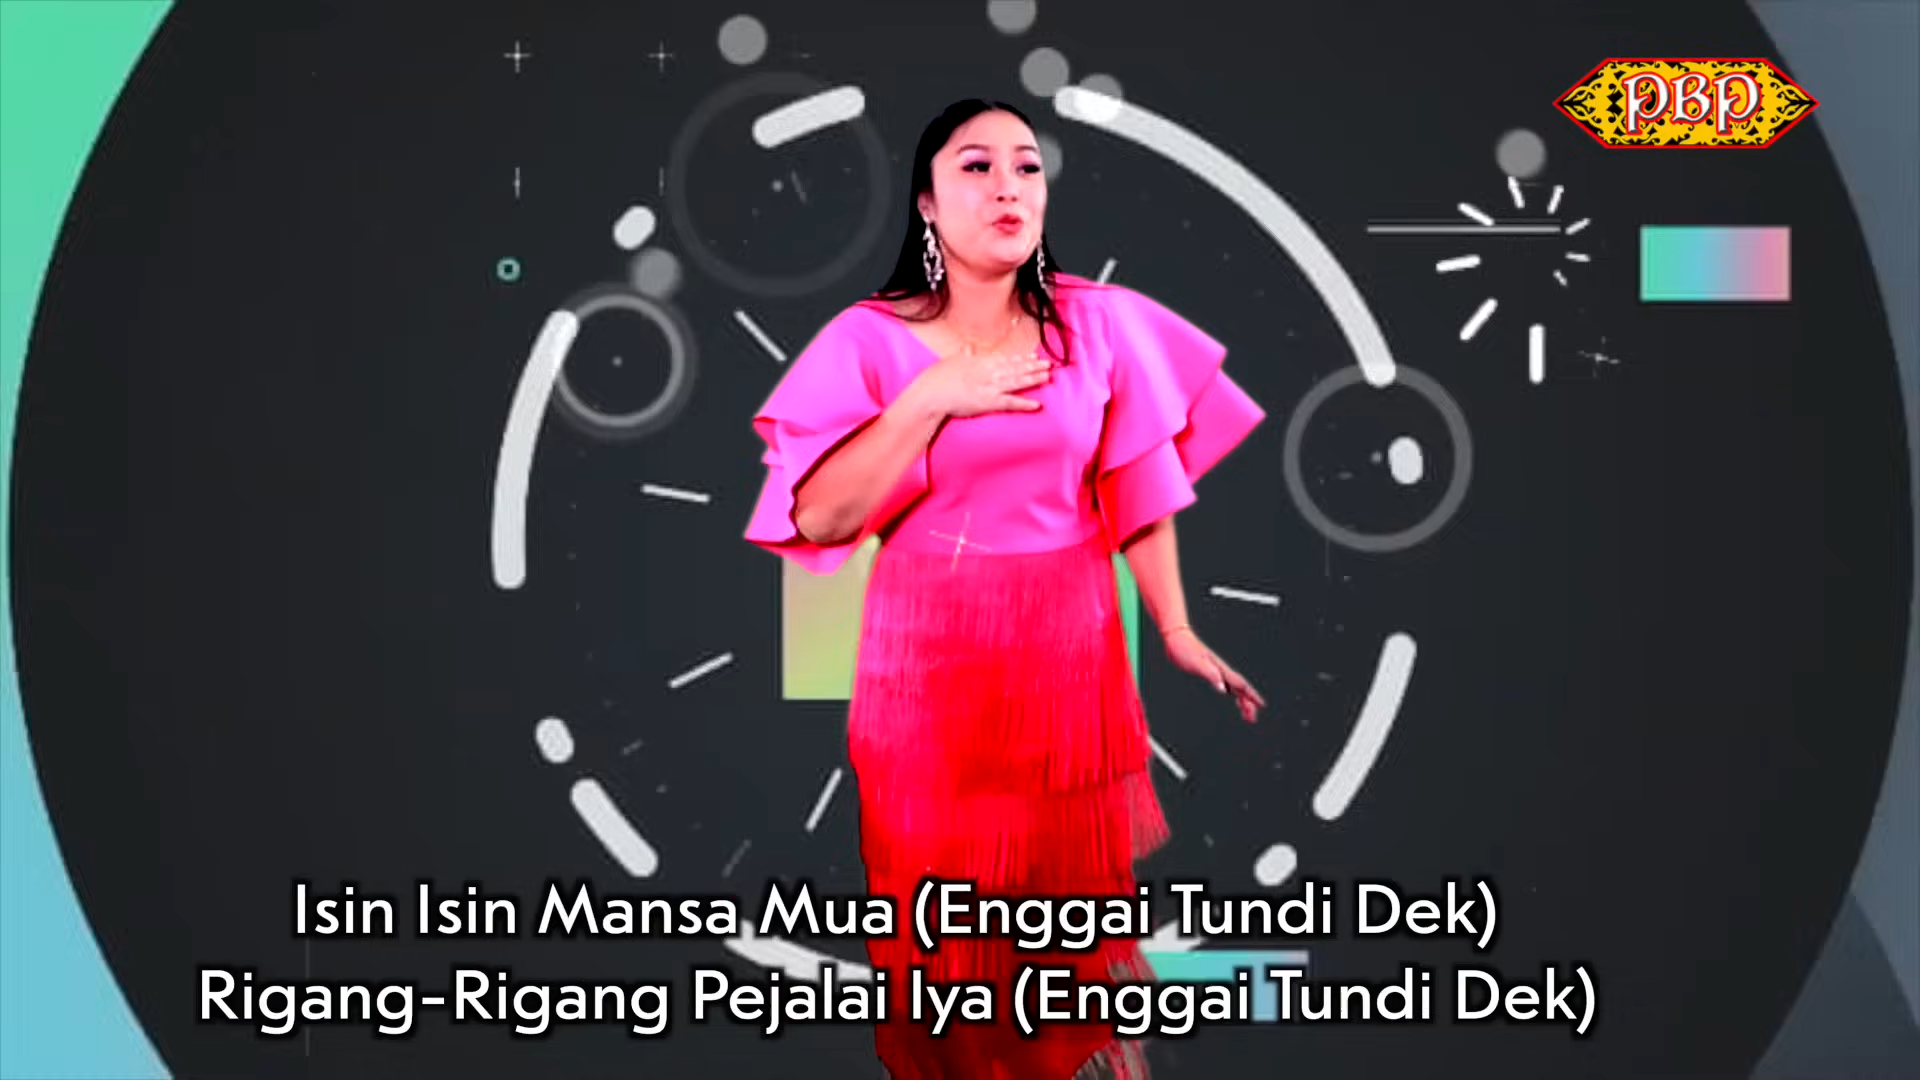 PBP
Isin Isin Mansa Mua (Enggai Tundi Dek)
Rigang-Rigang Pejalai Iya (Enggai Tundi Dek)